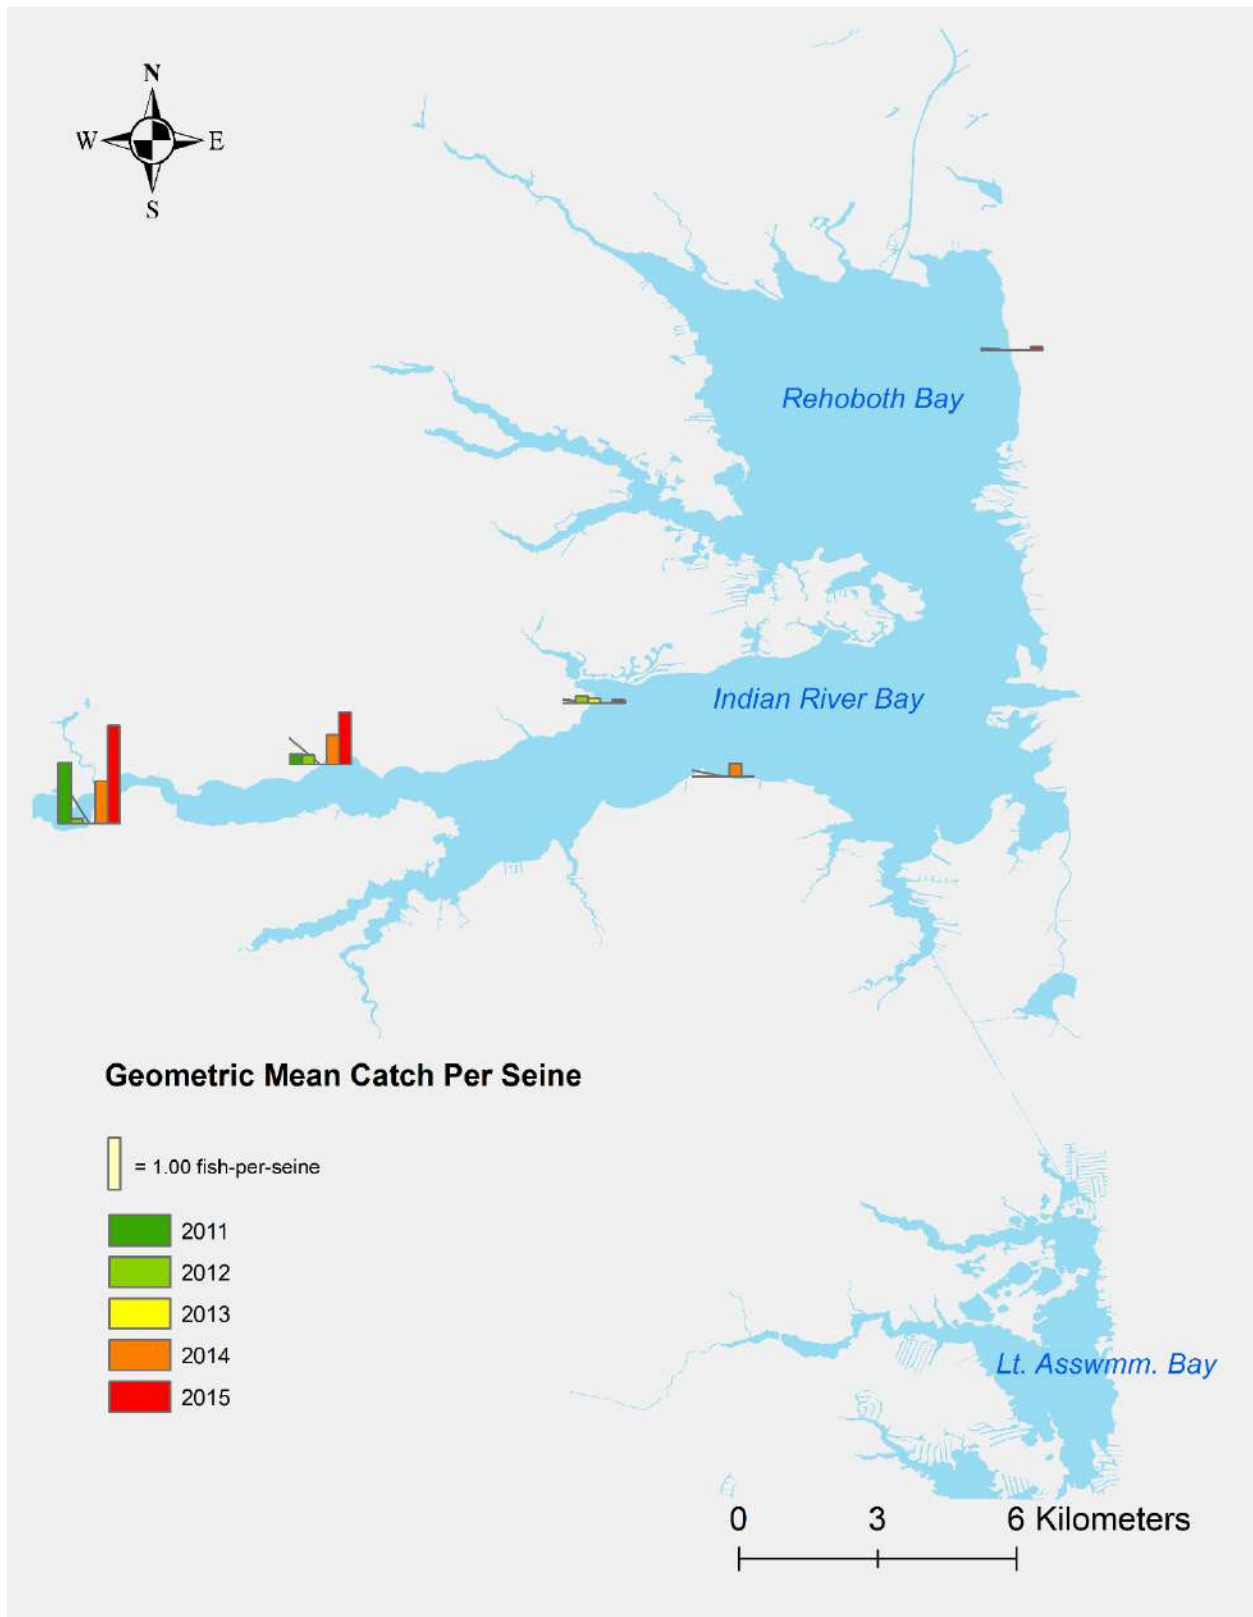 N
W E
S
Rehoboth Bay
Indian River Bay
Geometric Mean Catch Per Seine
= 1.00 fish-per-seine
2011
2012
2013
2014
2015
Lt. Asswmm. Bay
0 3 6 Kilometers